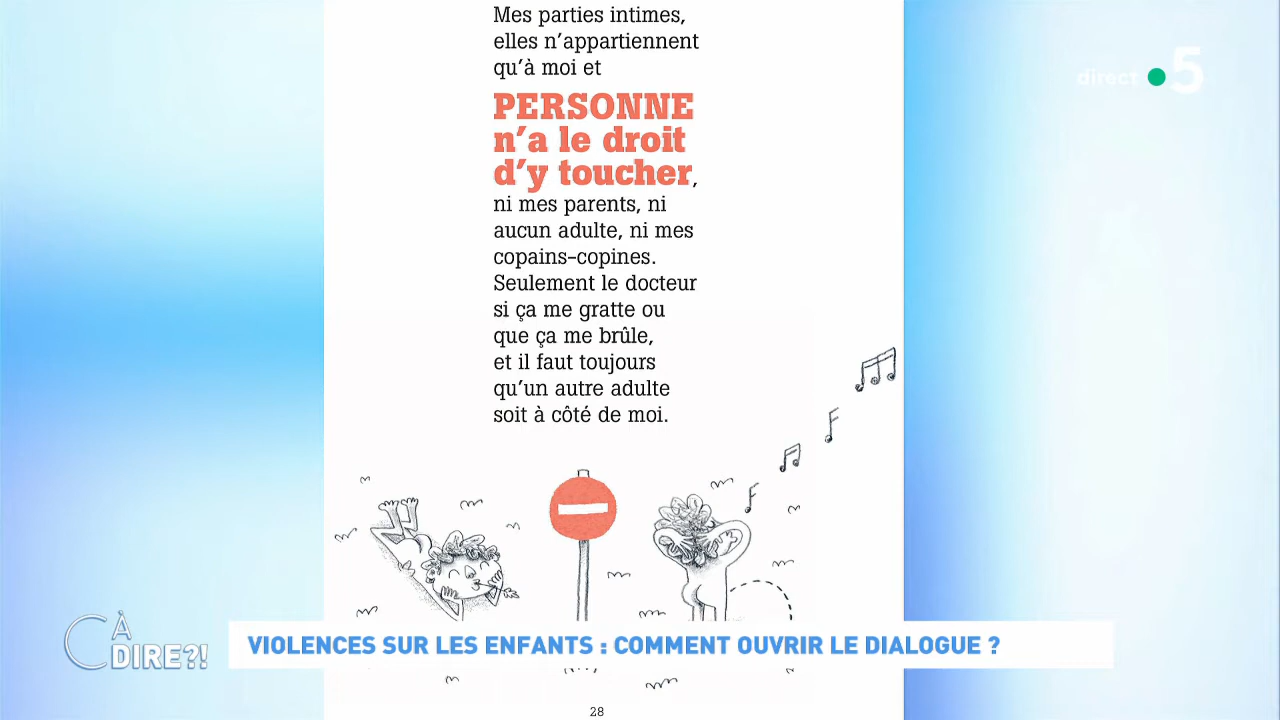 Mes parties intimes,
elles n'appartiennent
qu'à moi et
PERSONNE
n'a le droit
d'y toucher,
ni mes parents, ni
aucun adulte, ni mes
copains-copines.
Seulement le docteur
si ça me gratte ou
que ça me brûle,
et il faut toujours
qu'un autre adulte
soit à côté de moi.
direct 5
C À DIRE?!
VIOLENCES SUR LES ENFANTS : COMMENT OUVRIR LE DIALOGUE ?
28